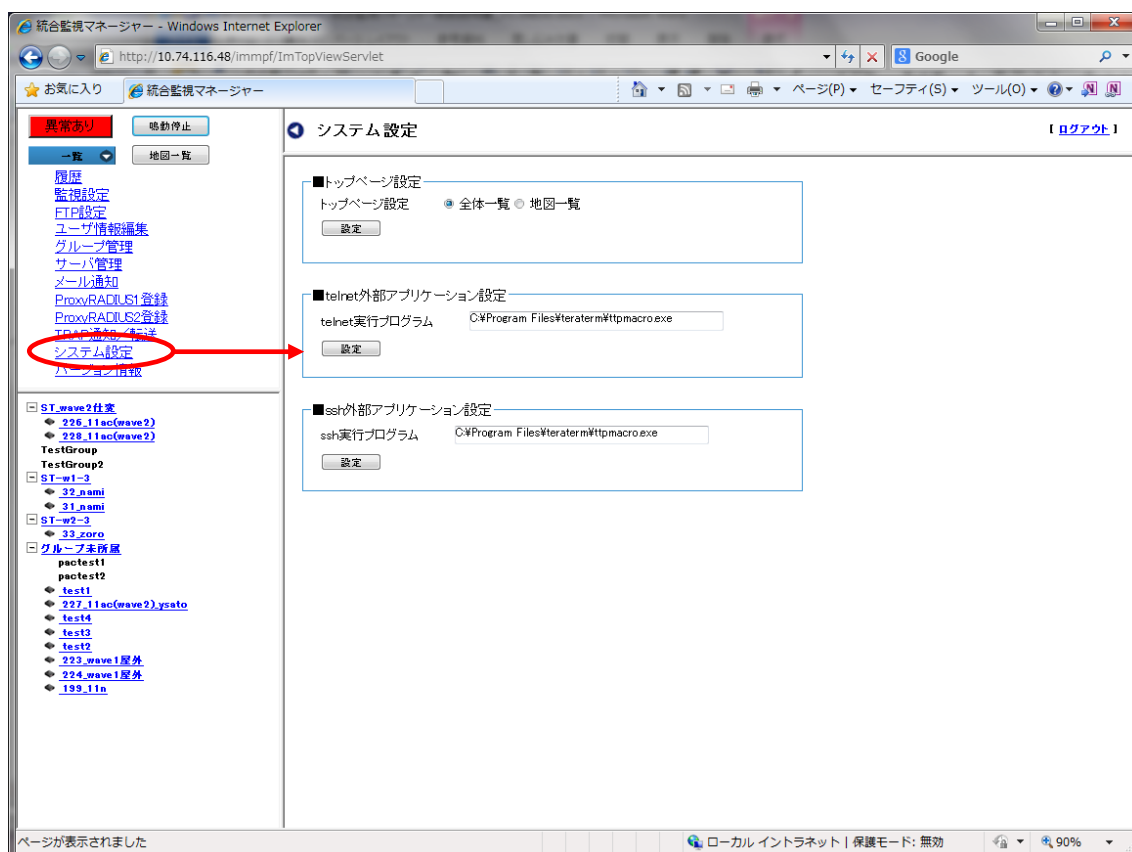 統合監視マネージャー - Windows Internet Explorer
http://10.74.116.48/immpf/ImTopViewServlet
Google
お気に入り
統合監視マネージャー
ページ(P)
セーフティ(S)
ツール(O)
異常あり
鳴動停止
一覧
地図一覧
履歴
監視設定
FTP設定
ユーザ情報編集
グループ管理
サーバ管理
メール通知
ProxyRADIUS1登録
ProxyRADIUS2登録
TRAP通知/転送
システム設定
バージョン情報
ST_wave2仕変
226_11ac(wave2)
228_11ac(wave2)
TestGroup
TestGroup2
ST-w1-3
32_nami
31_nami
ST-w2-3
33_zoro
グループ未所属
pactest1
pactest2
test1
227_11ac(wave2)_ysato
test4
test3
test2
223_wave1屋外
224_wave1屋外
199_11n
システム設定
[ ログアウト ]
■トップページ設定
トップページ設定 全体一覧 地図一覧
設定
■telnet外部アプリケーション設定
telnet実行プログラム C:¥Program Files¥teraterm¥ttpmacro.exe
設定
■ssh外部アプリケーション設定
ssh実行プログラム C:¥Program Files¥teraterm¥ttpmacro.exe
設定
ページが表示されました
ローカル イントラネット | 保護モード: 無効
90%